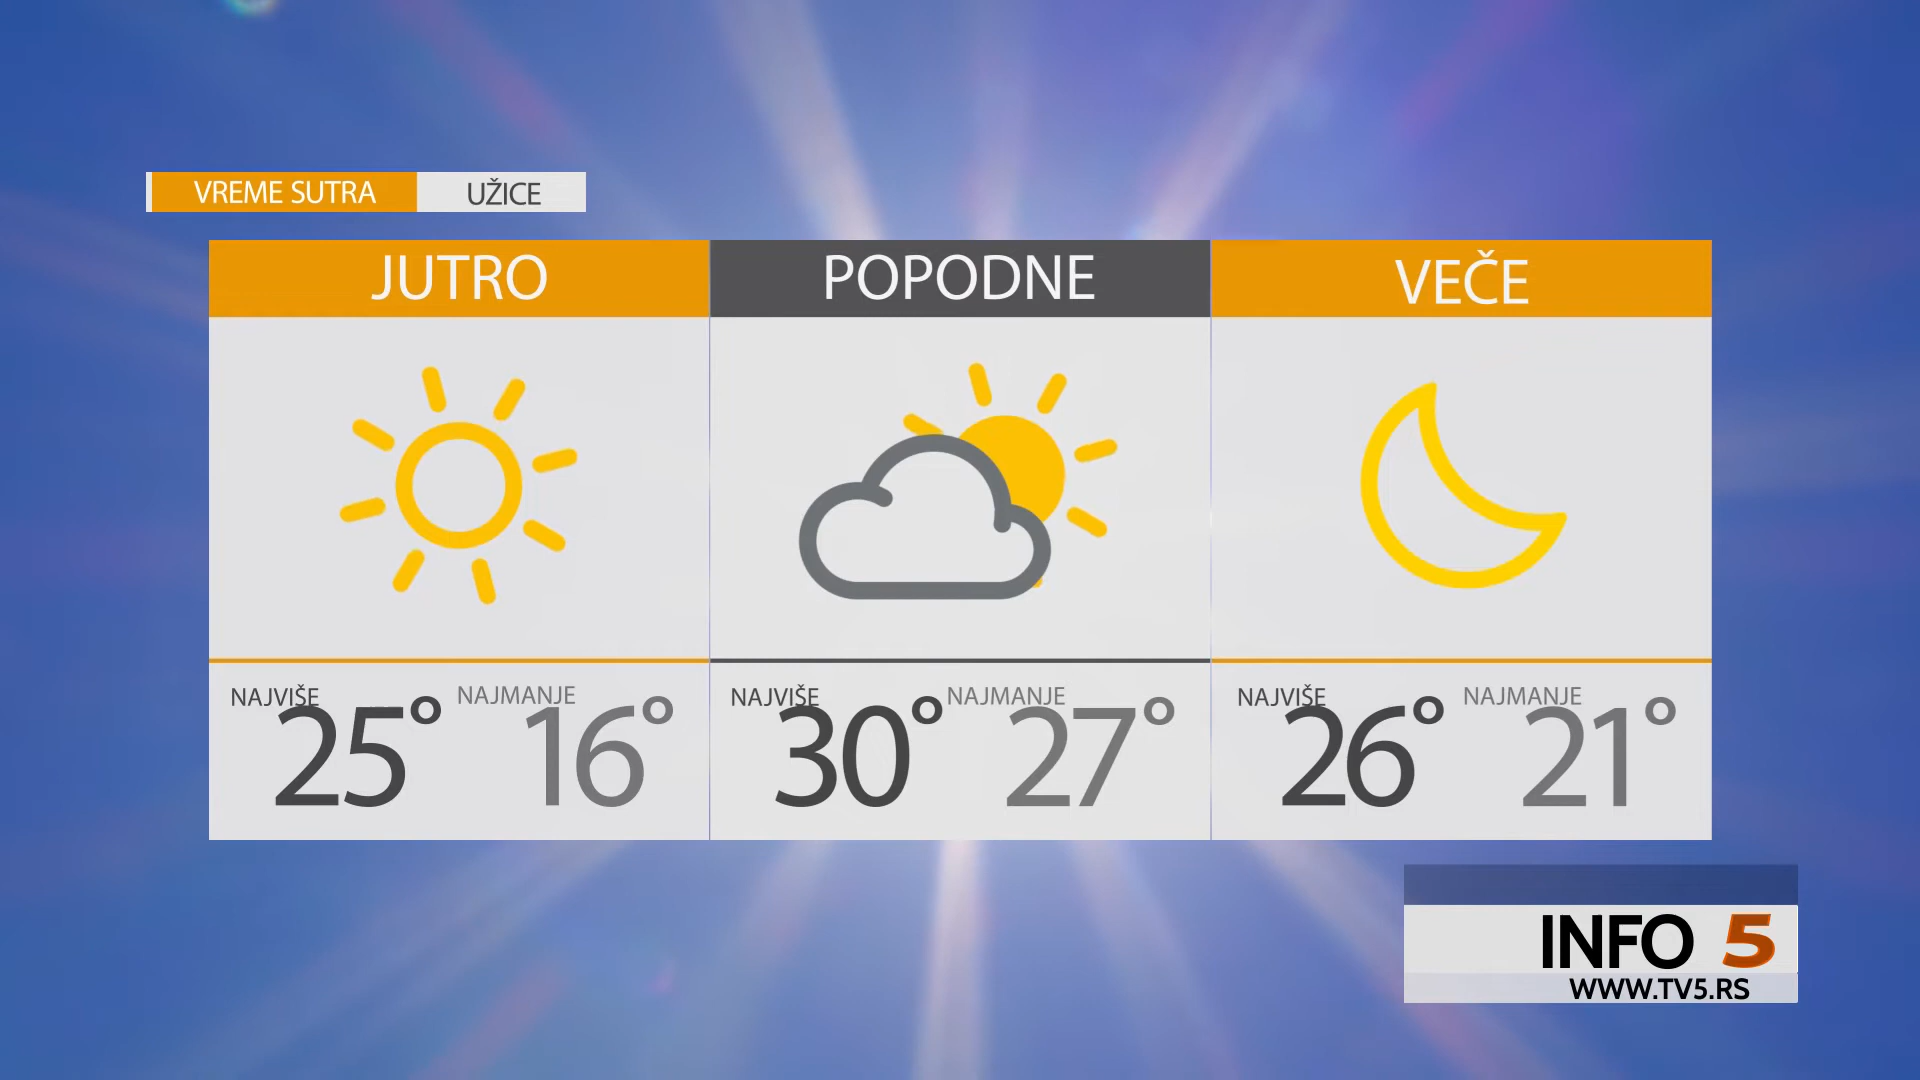 VREME SUTRA UŽICE
JUTRO POPODNE VEČE
NAJVIŠE NAJMANJE NAJVIŠE NAJMANJE NAJVIŠE NAJMANJE
25° 16° 30° 27° 26° 21°
INFO 5
WWW.TV5.RS